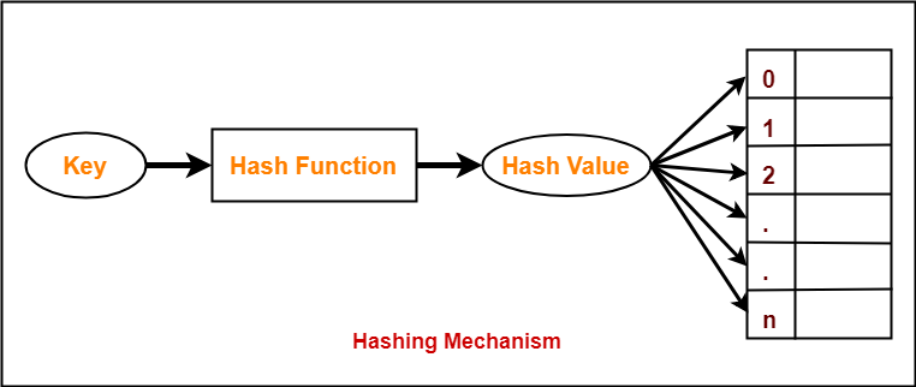 Key
Hash Function
Hash Value
0
1
2
.
.
n
Hashing Mechanism